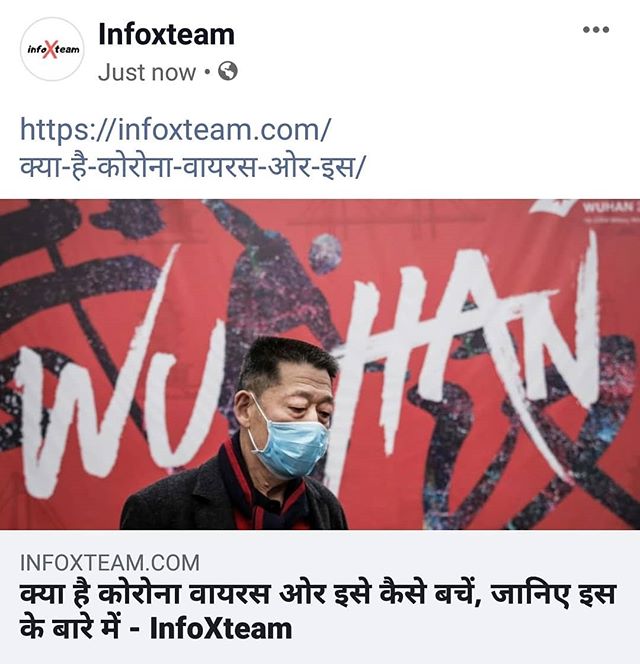 infoXteam
Infoxteam
Just now
https://infoxteam.com/
क्या-है-कोरोना-वायरस-ओर-इस/
WUHAN
WUHAN
INFOXTEAM.COM
क्या है कोरोना वायरस ओर इसे कैसे बचें, जानिए इस
के बारे में - InfoXteam